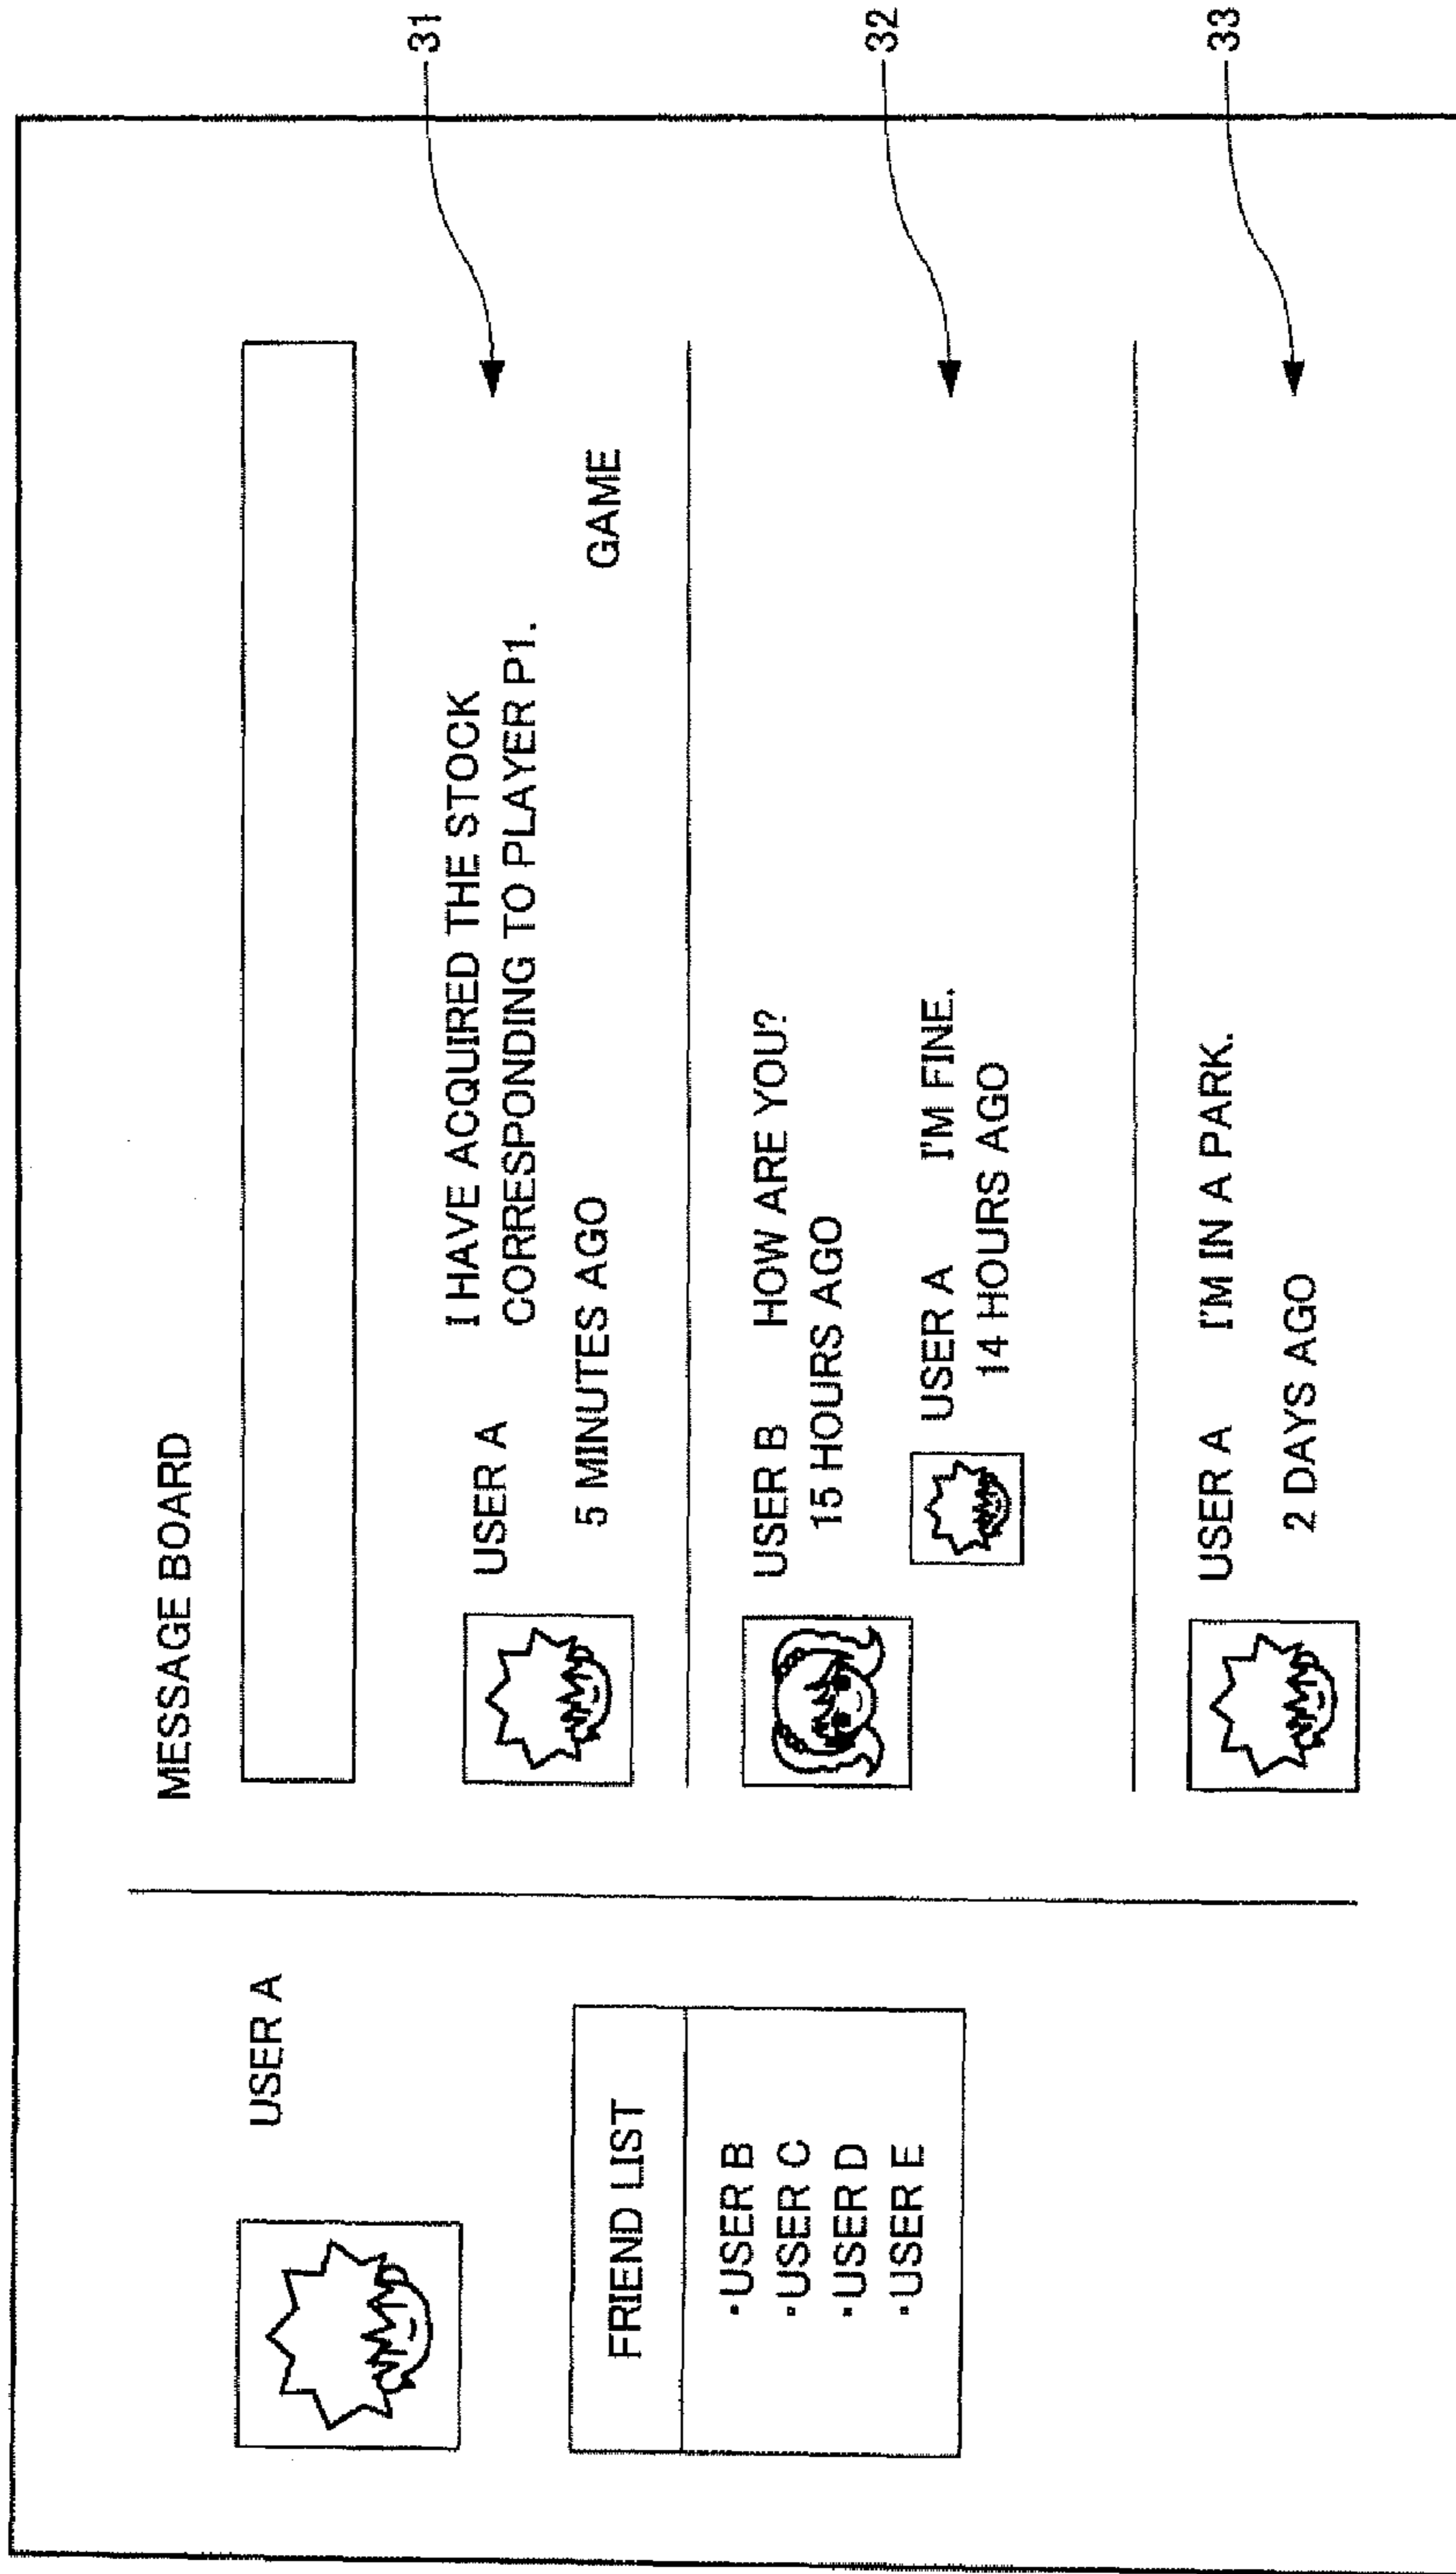 USER A
FRIEND LIST
・USER B
・USER C
・USER D
・USER E
MESSAGE BOARD
USER A
I HAVE ACQUIRED THE STOCK
CORRESPONDING TO PLAYER P1.
5 MINUTES AGO
GAME
31
USER B HOW ARE YOU?
15 HOURS AGO
USER A I'M FINE.
14 HOURS AGO
32
USER A I'M IN A PARK.
2 DAYS AGO
33